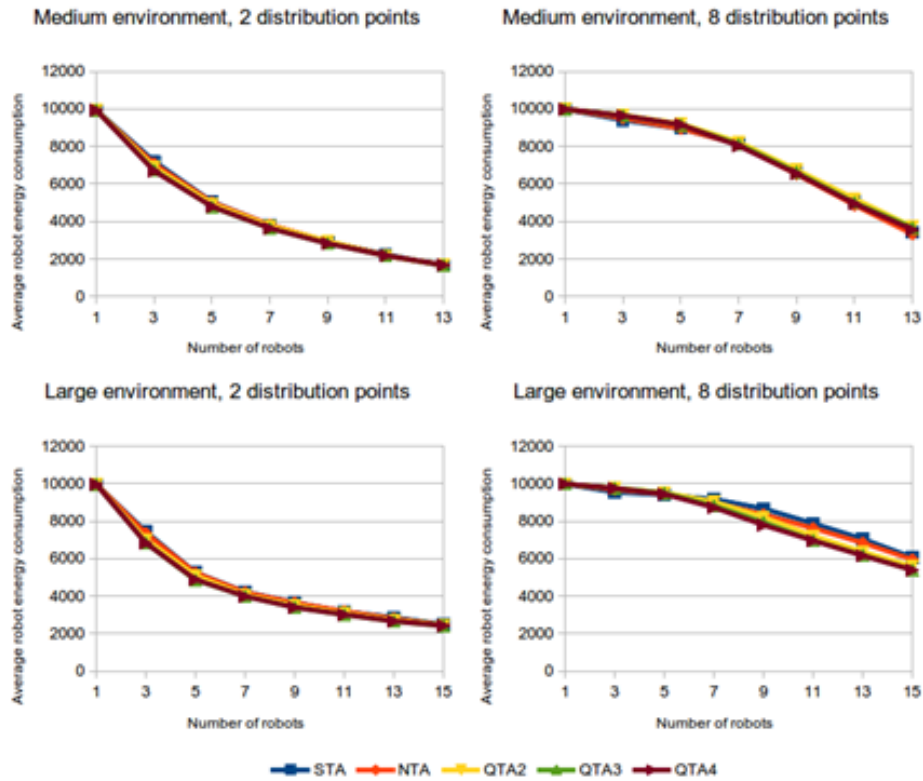 Medium environment, 2 distribution points
Average robot energy consumption
12000
10000
8000
6000
4000
2000
0
1 3 5 7 9 11 13
Number of robots
Medium environment, 8 distribution points
Average robot energy consumption
12000
10000
8000
6000
4000
2000
0
1 3 5 7 9 11 13
Number of robots
Large environment, 2 distribution points
Average robot energy consumption
12000
10000
8000
6000
4000
2000
0
1 3 5 7 9 11 13 15
Number of robots
Large environment, 8 distribution points
Average robot energy consumption
12000
10000
8000
6000
4000
2000
0
1 3 5 7 9 11 13 15
Number of robots
STA NTA QTA2 QTA3 QTA4